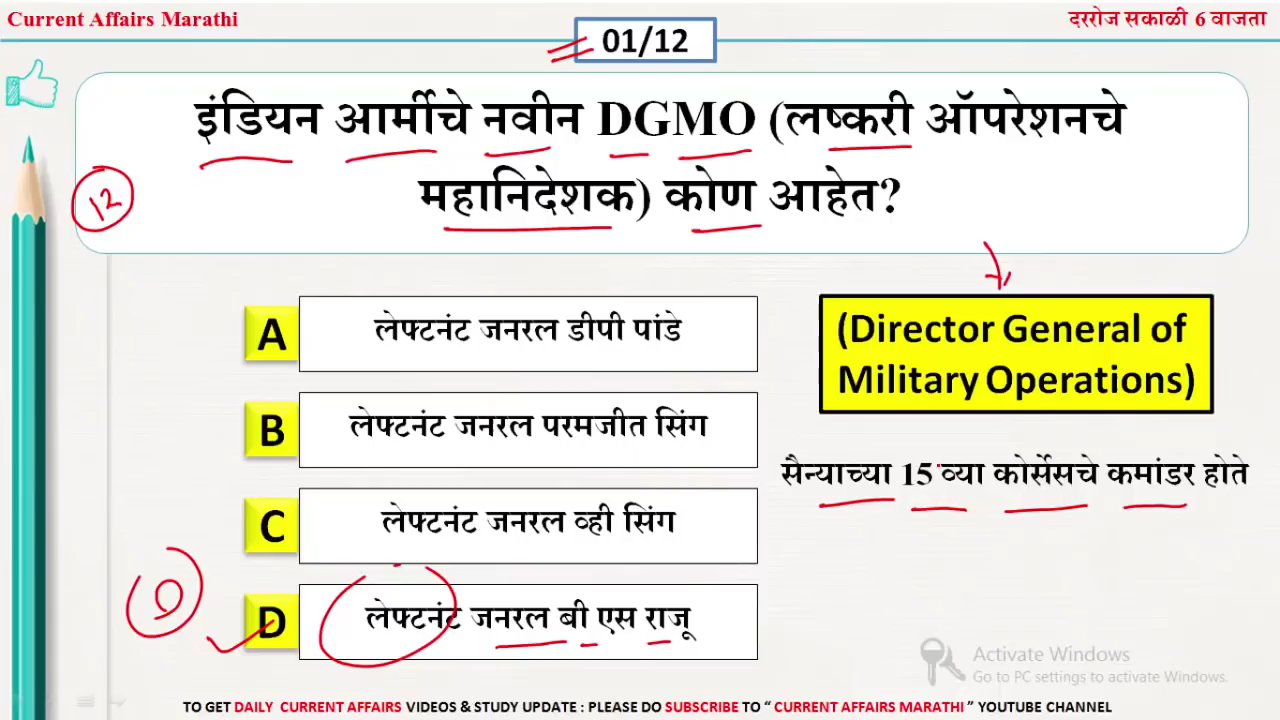 Current Affairs Marathi
दररोज सकाळी 6 वाजता
01/12
इंडियन आर्मीचे नवीन DGMO (लष्करी ऑपरेशनचे
महानिदेशक) कोण आहेत?
12
A
लेफ्टनंट जनरल डीपी पांडे
(Director General of
Military Operations)
B
लेफ्टनंट जनरल परमजीत सिंग
सैन्याच्या 15 व्या कोर्सेसचे कमांडर होते
C
लेफ्टनंट जनरल व्ही सिंग
D
लेफ्टनंट जनरल बी एस राजू
Activate Windows
Go to PC settings to activate Windows.
TO GET DAILY CURRENT AFFAIRS VIDEOS & STUDY UPDATE : PLEASE DO SUBSCRIBE TO “ CURRENT AFFAIRS MARATHI ” YOUTUBE CHANNEL